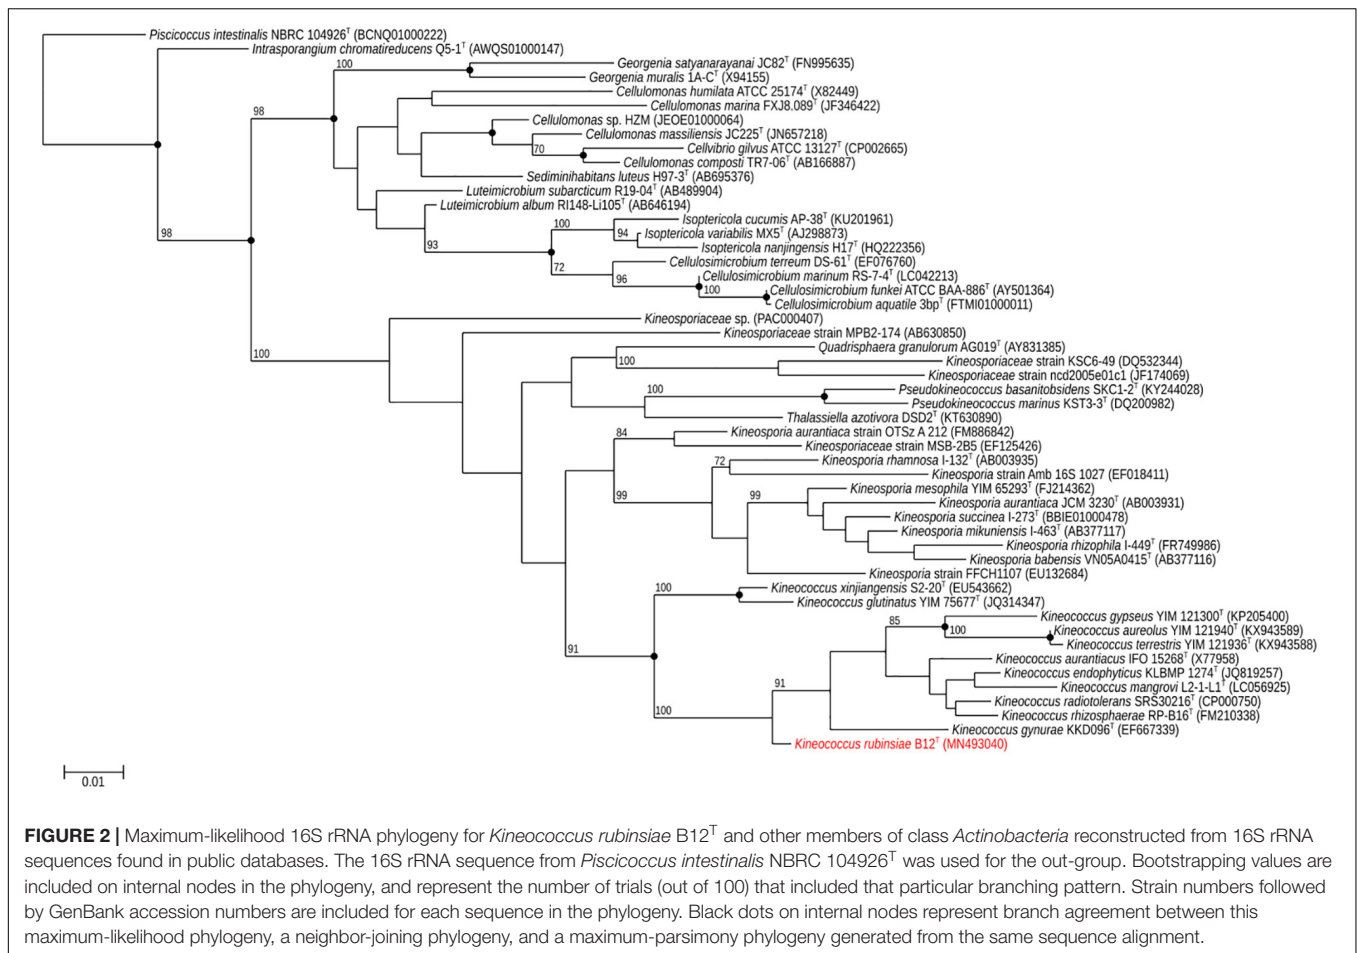 Piscicoccus intestinalis NBRC 104926T (BCNQ01000222)
Intrasporangium chromatireducens Q5-1T (AWQS01000147)
Georgenia satyanarayanai JC82T (FN995635)
100
Georgenia muralis 1A-CT (X94155)
Cellulomonas humilata ATCC 25174T (X82449)
Cellulomonas marina FXJ8.089T (JF346422)
98
Cellulomonas sp. HZM (JEOE01000064)
Cellulomonas massiliensis JC225T (JN657218)
70
Cellvibrio gilvus ATCC 13127T (CP002665)
Cellulomonas composti TR7-06T (AB166887)
Sediminihabitans luteus H97-3T (AB695376)
Luteimicrobium subarcticum R19-04T (AB489904)
Luteimicrobium album RI148-Li105T (AB646194)
Isoptericola cucumis AP-38T (KU201961)
100
98
94
Isoptericola variabilis MX5T (AJ298873)
93
Isoptericola nanjingensis H17T (HQ222356)
Cellulosimicrobium terreum DS-61T (EF076760)
72
Cellulosimicrobium marinum RS-7-4T (LC042213)
96
100
Cellulosimicrobium funkei ATCC BAA-886T (AY501364)
Cellulosimicrobium aquatile 3bpT (FTMI01000011)
Kineosporiaceae sp. (PAC000407)
Kineosporiaceae strain MPB2-174 (AB630850)
100
Quadrisphaera granulorum AG019T (AY831385)
100
Kineosporiaceae strain KSC6-49 (DQ532344)
Kineosporiaceae strain ncd2005e01c1 (JF174069)
100
Pseudokineococcus basanitobsidens SKC1-2T (KY244028)
Pseudokineococcus marinus KST3-3T (DQ200982)
Thalassiella azotivora DSD2T (KT630890)
84
Kineosporia aurantiaca strain OTSz A 212 (FM886842)
Kineosporiaceae strain MSB-2B5 (EF125426)
72
Kineosporia rhamnosa I-132T (AB003935)
Kineosporia strain Amb 16S 1027 (EF018411)
99
99
Kineosporia mesophila YIM 65293T (FJ214362)
Kineosporia aurantiaca JCM 3230T (AB003931)
Kineosporia succinea I-273T (BBIE01000478)
Kineosporia mikuniensis I-463T (AB377117)
Kineosporia rhizophila I-449T (FR749986)
Kineosporia babensis VN05A0415T (AB377116)
Kineosporia strain FFCH1107 (EU132684)
100
Kineococcus xinjiangensis S2-20T (EU543662)
Kineococcus glutinatus YIM 75677T (JQ314347)
Kineococcus gypseus YIM 121300T (KP205400)
85
100
Kineococcus aureolus YIM 121940T (KX943589)
Kineococcus terrestris YIM 121936T (KX943588)
91
Kineococcus aurantiacus IFO 15268T (X77958)
Kineococcus endophyticus KLBMP 1274T (JQ819257)
91
Kineococcus mangrovi L2-1-L1T (LC056925)
Kineococcus radiotolerans SRS30216T (CP000750)
100
Kineococcus rhizosphaerae RP-B16T (FM210338)
Kineococcus gynurae KKD096T (EF667339)
Kineococcus rubinsiae B12T (MN493040)
0.01
FIGURE 2 | Maximum-likelihood 16S rRNA phylogeny for Kineococcus rubinsiae B12T and other members of class Actinobacteria reconstructed from 16S rRNA
sequences found in public databases. The 16S rRNA sequence from Piscicoccus intestinalis NBRC 104926T was used for the out-group. Bootstrapping values are
included on internal nodes in the phylogeny, and represent the number of trials (out of 100) that included that particular branching pattern. Strain numbers followed
by GenBank accession numbers are included for each sequence in the phylogeny. Black dots on internal nodes represent branch agreement between this
maximum-likelihood phylogeny, a neighbor-joining phylogeny, and a maximum-parsimony phylogeny generated from the same sequence alignment.